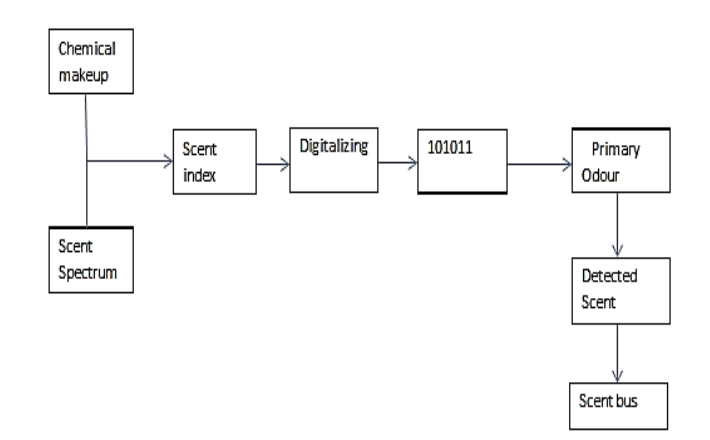 Chemical
makeup
Scent
index
Digitalizing
101011
Primary
Odour
Scent
Spectrum
Detected
Scent
Scent bus